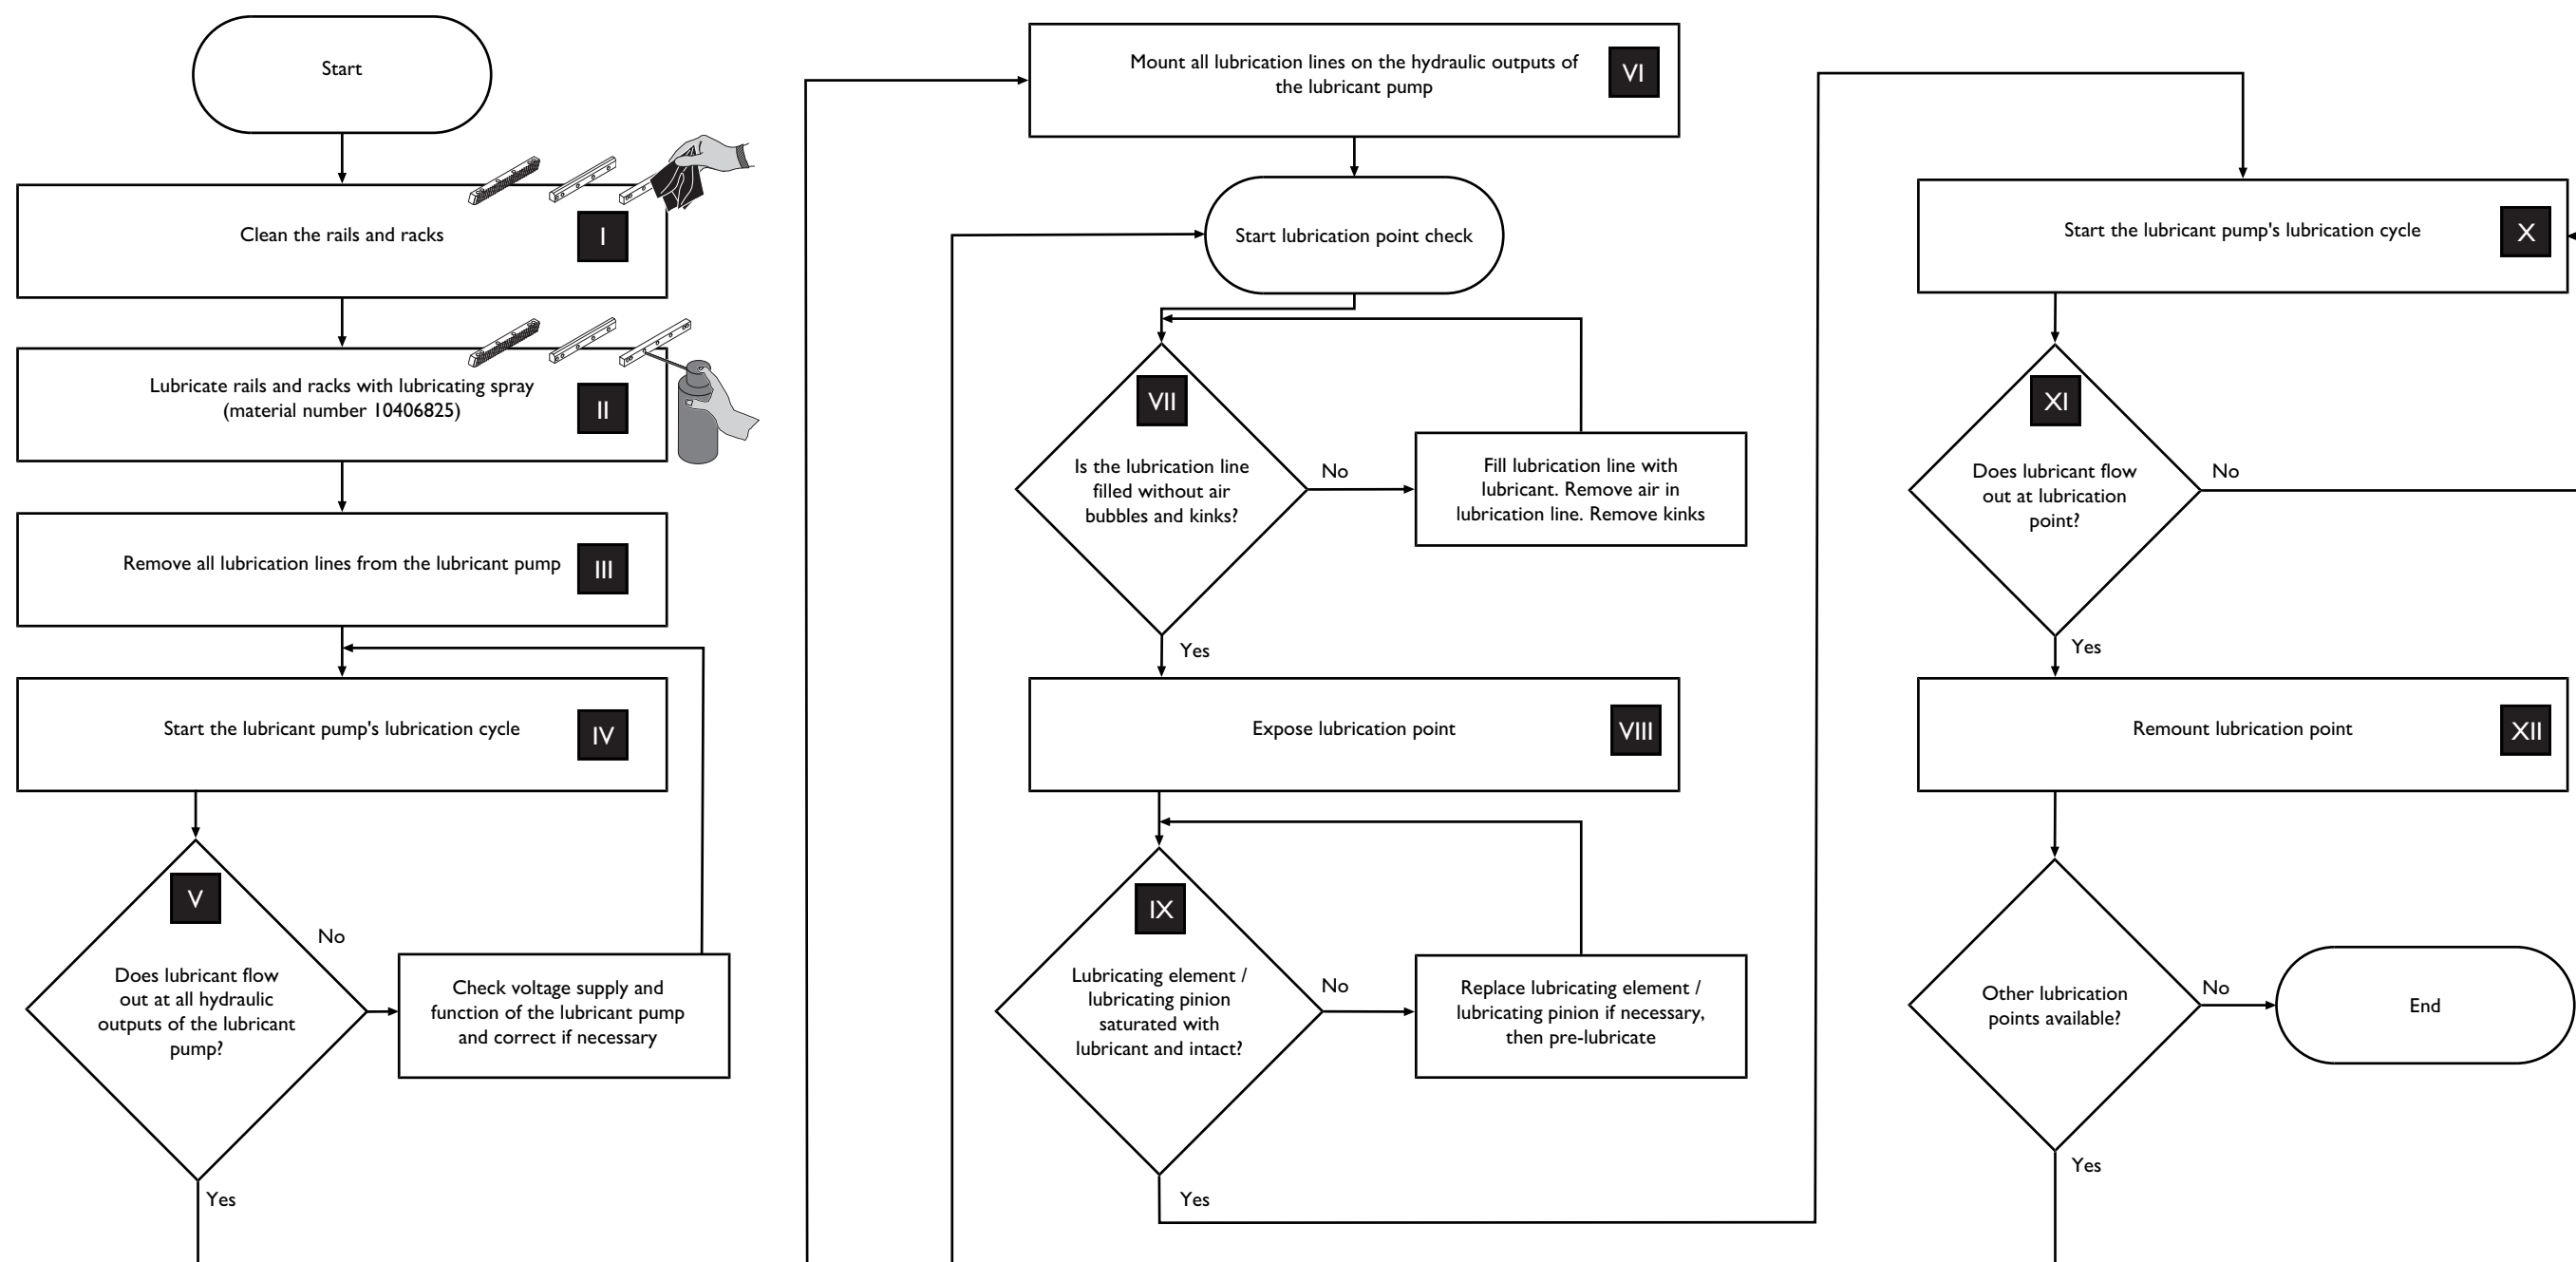 Start
Clean the rails and racks
I
Lubricate rails and racks with lubricating spray
(material number 10406825)
II
Remove all lubrication lines from the lubricant pump
III
Start the lubricant pump's lubrication cycle
IV
V
Does lubricant flow
out at all hydraulic
outputs of the lubricant
pump?
No
Check voltage supply and
function of the lubricant pump
and correct if necessary
Yes
Mount all lubrication lines on the hydraulic outputs of
the lubricant pump
VI
Start lubrication point check
VII
Is the lubrication line
filled without air
bubbles and kinks?
No
Fill lubrication line with
lubricant. Remove air in
lubrication line. Remove kinks
Yes
Expose lubrication point
VIII
IX
Lubricating element /
lubricating pinion
saturated with
lubricant and intact?
No
Replace lubricating element /
lubricating pinion if necessary,
then pre-lubricate
Yes
Start the lubricant pump's lubrication cycle
X
XI
Does lubricant flow
out at lubrication
point?
No
Yes
Remount lubrication point
XII
Other lubrication
points available?
No
End
Yes